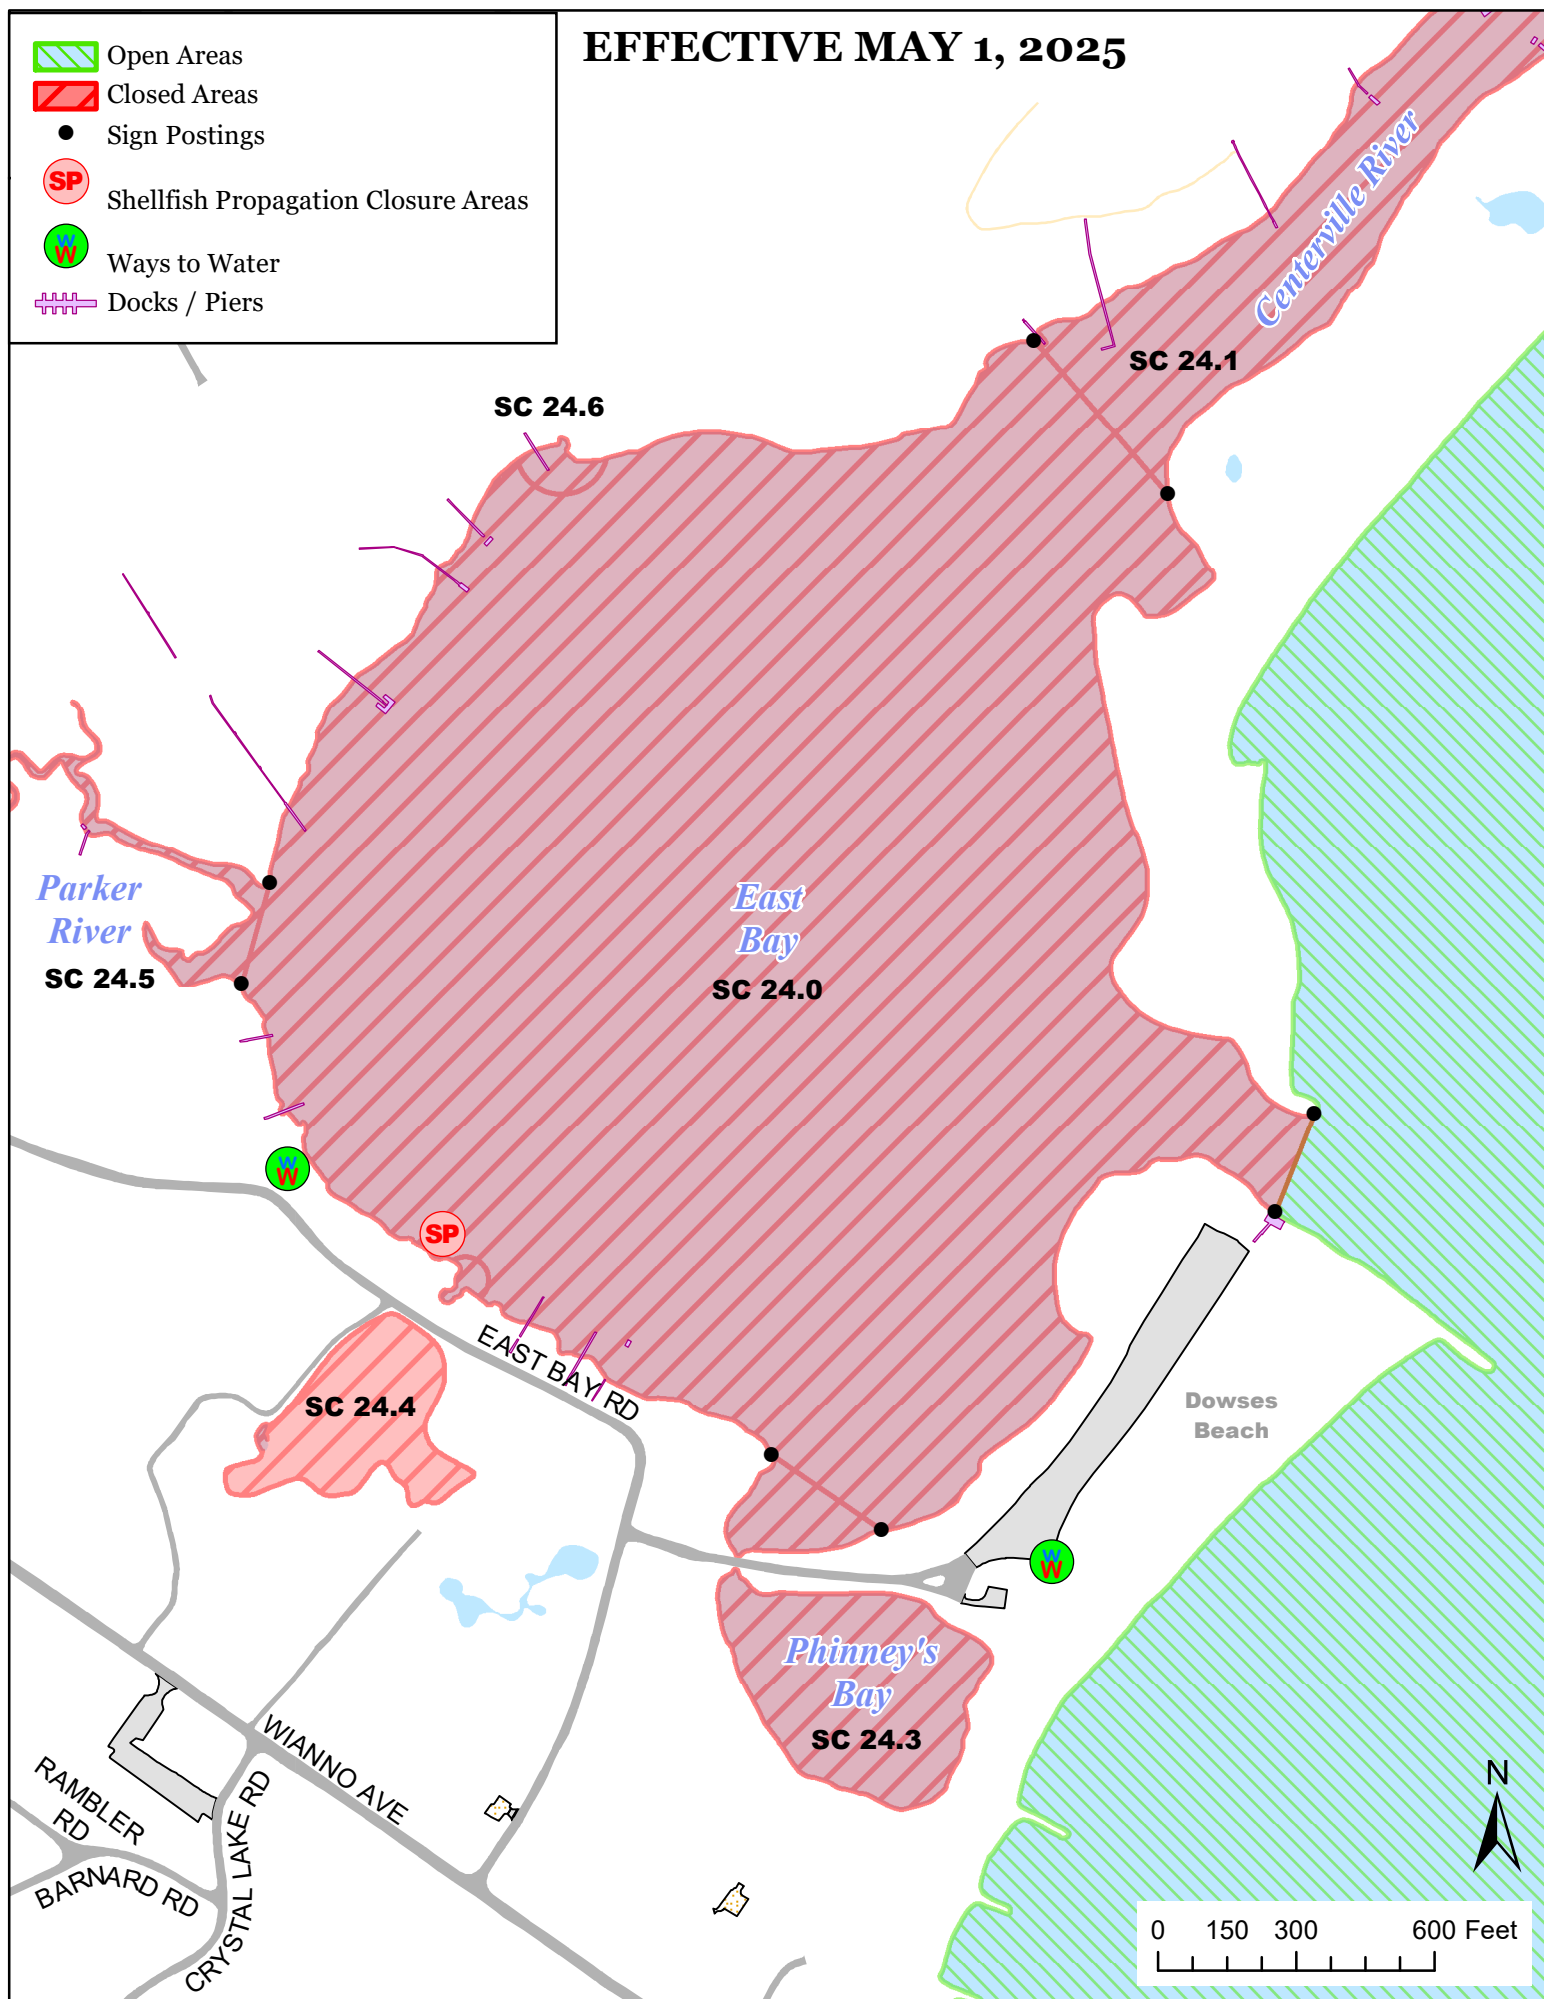 EFFECTIVE MAY 1, 2025
Open Areas
Closed Areas
Sign Postings
SP
Shellfish Propagation Closure Areas
W
W
Ways to Water
Docks / Piers
Centerville River
SC 24.1
SC 24.6
Parker
River
SC 24.5
East
Bay
SC 24.0
W
W
SP
EAST BAY RD
SC 24.4
Dowses
Beach
W
W
Phinney's
Bay
SC 24.3
WIANNO AVE
RAMBLER
RD
BARNARD RD
CRYSTAL LAKE RD
N
0 150 300 600 Feet